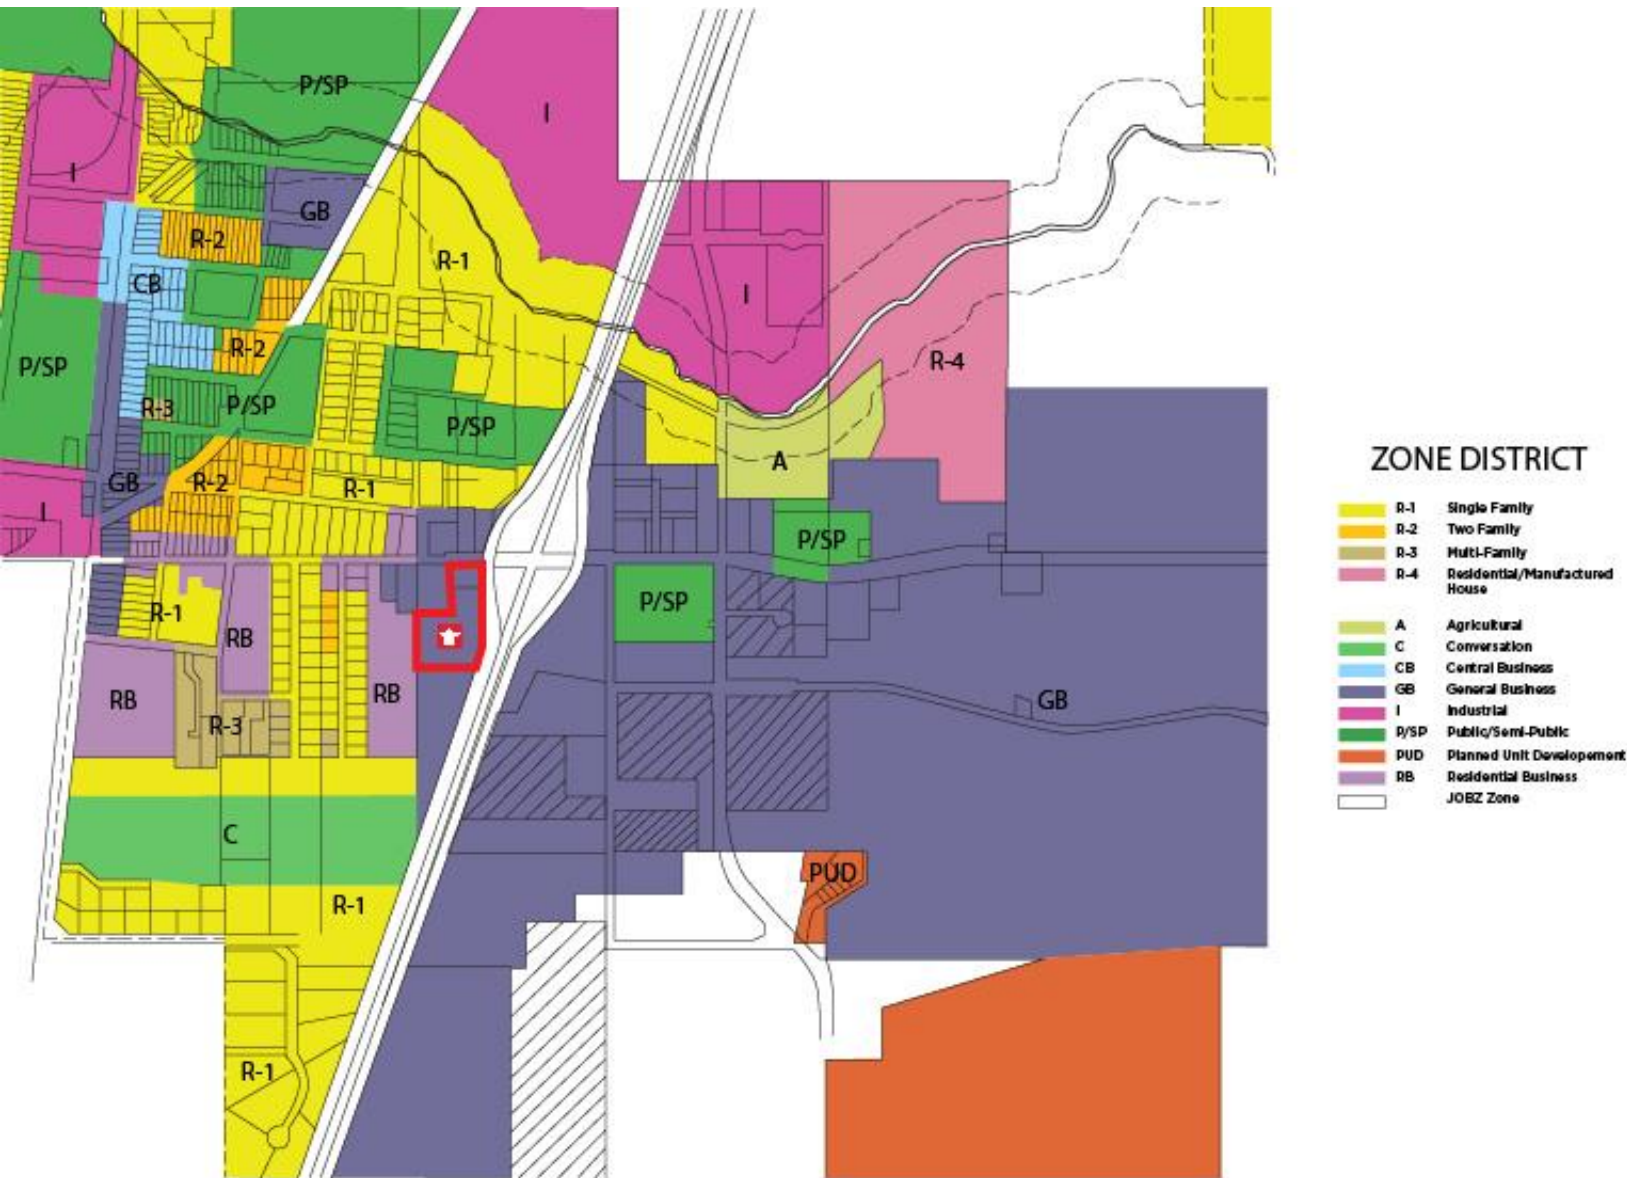 P/SP
I
I
GB
R-2
R-1
CB
I
R-2
P/SP
R-4
R-3
P/SP
P/SP
A
GB
R-2
R-1
I
P/SP
P/SP
R-1
RB
RB
RB
GB
R-3
C
PUD
R-1
R-1
ZONE DISTRICT
R-1 Single Family
R-2 Two Family
R-3 Multi-Family
R-4 Residential/Manufactured
House
A Agricultural
C Conversation
CB Central Business
GB General Business
I Industrial
P/SP Public/Semi-Public
PUD Planned Unit Developement
RB Residential Business
JOBZ Zone